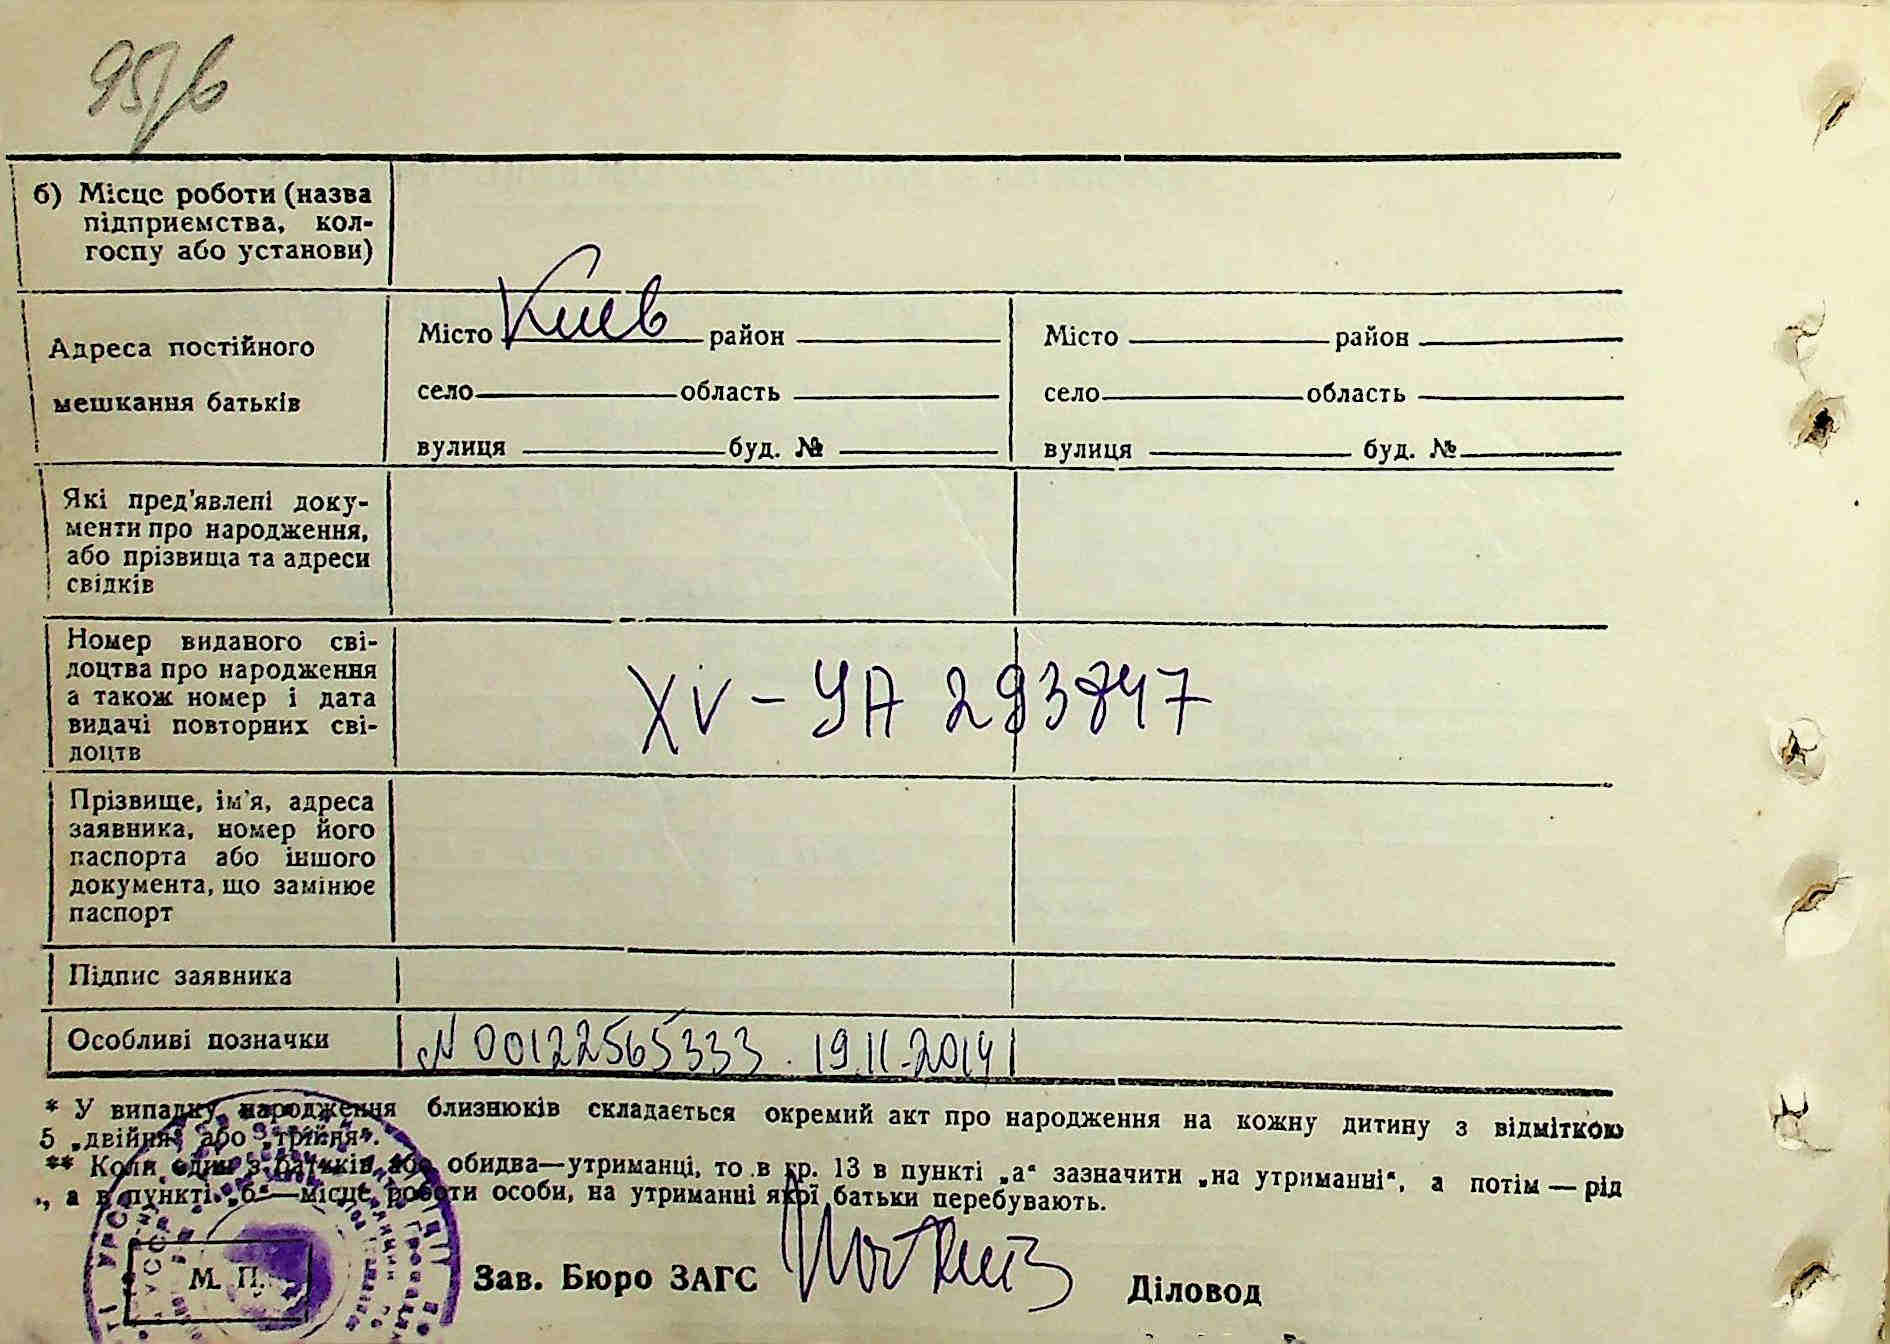 95/6
б) Місце роботи (назва
підприємства, кол-
госпу або установи)
Адреса постійного
мешкання батьків
Місто Киев район
село область
вулиця буд. №
Місто район
село область
вулиця буд. №
Які пред'явлені доку-
менти про народження,
або прізвища та адреси
свідків
Номер виданого сві-
доцтва про народження
а також номер і дата
видачі повторних сві-
доцтв
XV - УА 293847
Прізвище, ім'я, адреса
заявника, номер його
паспорта або іншого
документа, що замінює
паспорт
Підпис заявника
Особливі позначки
N 00122565333. 19.11.2014
* У випадку народження близнюків складається окремий акт про народження на кожну дитину з відміткою
5 „двійня“ або „трійня“.
** Коли один з батьків або обидва—утриманці, то в гр. 13 в пункті „а“ зазначити „на утриманні“, а потім — рід
„, а в пункті „б“—місце роботи особи, на утриманні якої батьки перебувають.
М. П.
Зав. Бюро ЗАГС
Діловод